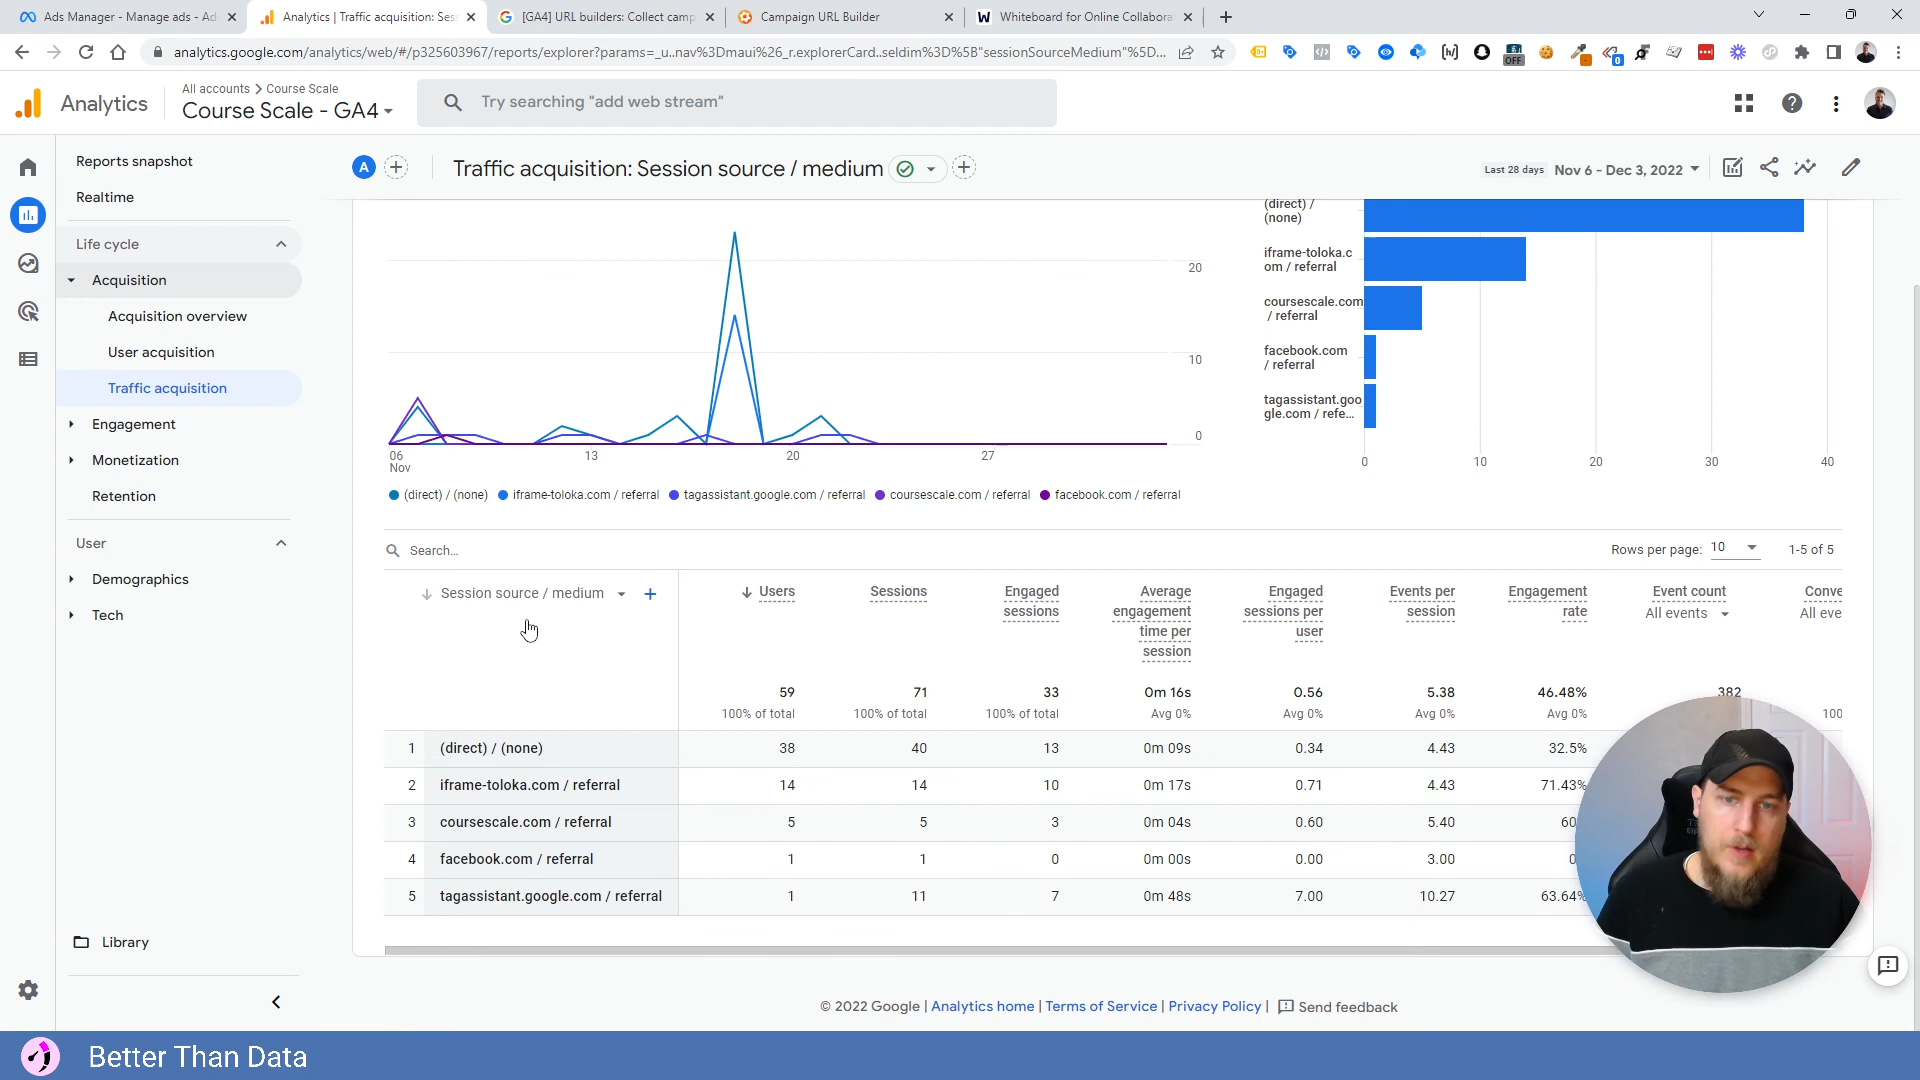 Ads Manager - Manage ads - Ad
Analytics | Traffic acquisition: Ses
[GA4] URL builders: Collect camp
Campaign URL Builder
Whiteboard for Online Collabora
analytics.google.com/analytics/web/#/p325603967/reports/explorer?params=_u..nav%3Dmaui%26_r.explorerCard..seldim%3D%5B"sessionSourceMedium"%5D...
Analytics
All accounts > Course Scale
Course Scale - GA4
Try searching "add web stream"
Reports snapshot
Realtime
Life cycle
Acquisition
Acquisition overview
User acquisition
Traffic acquisition
Engagement
Monetization
Retention
User
Demographics
Tech
Library
A
Traffic acquisition: Session source / medium
Last 28 days Nov 6 - Dec 3, 2022
20
10
0
06
Nov
13
20
27
(direct) / (none)
iframe-toloka.com / referral
tagassistant.google.com / referral
coursescale.com / referral
facebook.com / referral
(direct) /
(none)
iframe-toloka.c
om / referral
coursescale.com
/ referral
facebook.com
/ referral
tagassistant.goo
gle.com / refe...
0 10 20 30 40
Search...
Rows per page: 10 1-5 of 5
Session source / medium
Users
Sessions
Engaged
sessions
Average
engagement
time per
session
Engaged
sessions per
user
Events per
session
Engagement
rate
Event count
All events
Conve
All eve
59 71 33 0m 16s 0.56 5.38 46.48% 382
100% of total 100% of total 100% of total Avg 0% Avg 0% Avg 0% Avg 0% 100
1 (direct) / (none) 38 40 13 0m 09s 0.34 4.43 32.5%
2 iframe-toloka.com / referral 14 14 10 0m 17s 0.71 4.43 71.43%
3 coursescale.com / referral 5 5 3 0m 04s 0.60 5.40 60
4 facebook.com / referral 1 1 0 0m 00s 0.00 3.00 0
5 tagassistant.google.com / referral 1 11 7 0m 48s 7.00 10.27 63.64%
© 2022 Google | Analytics home | Terms of Service | Privacy Policy | Send feedback
Better Than Data